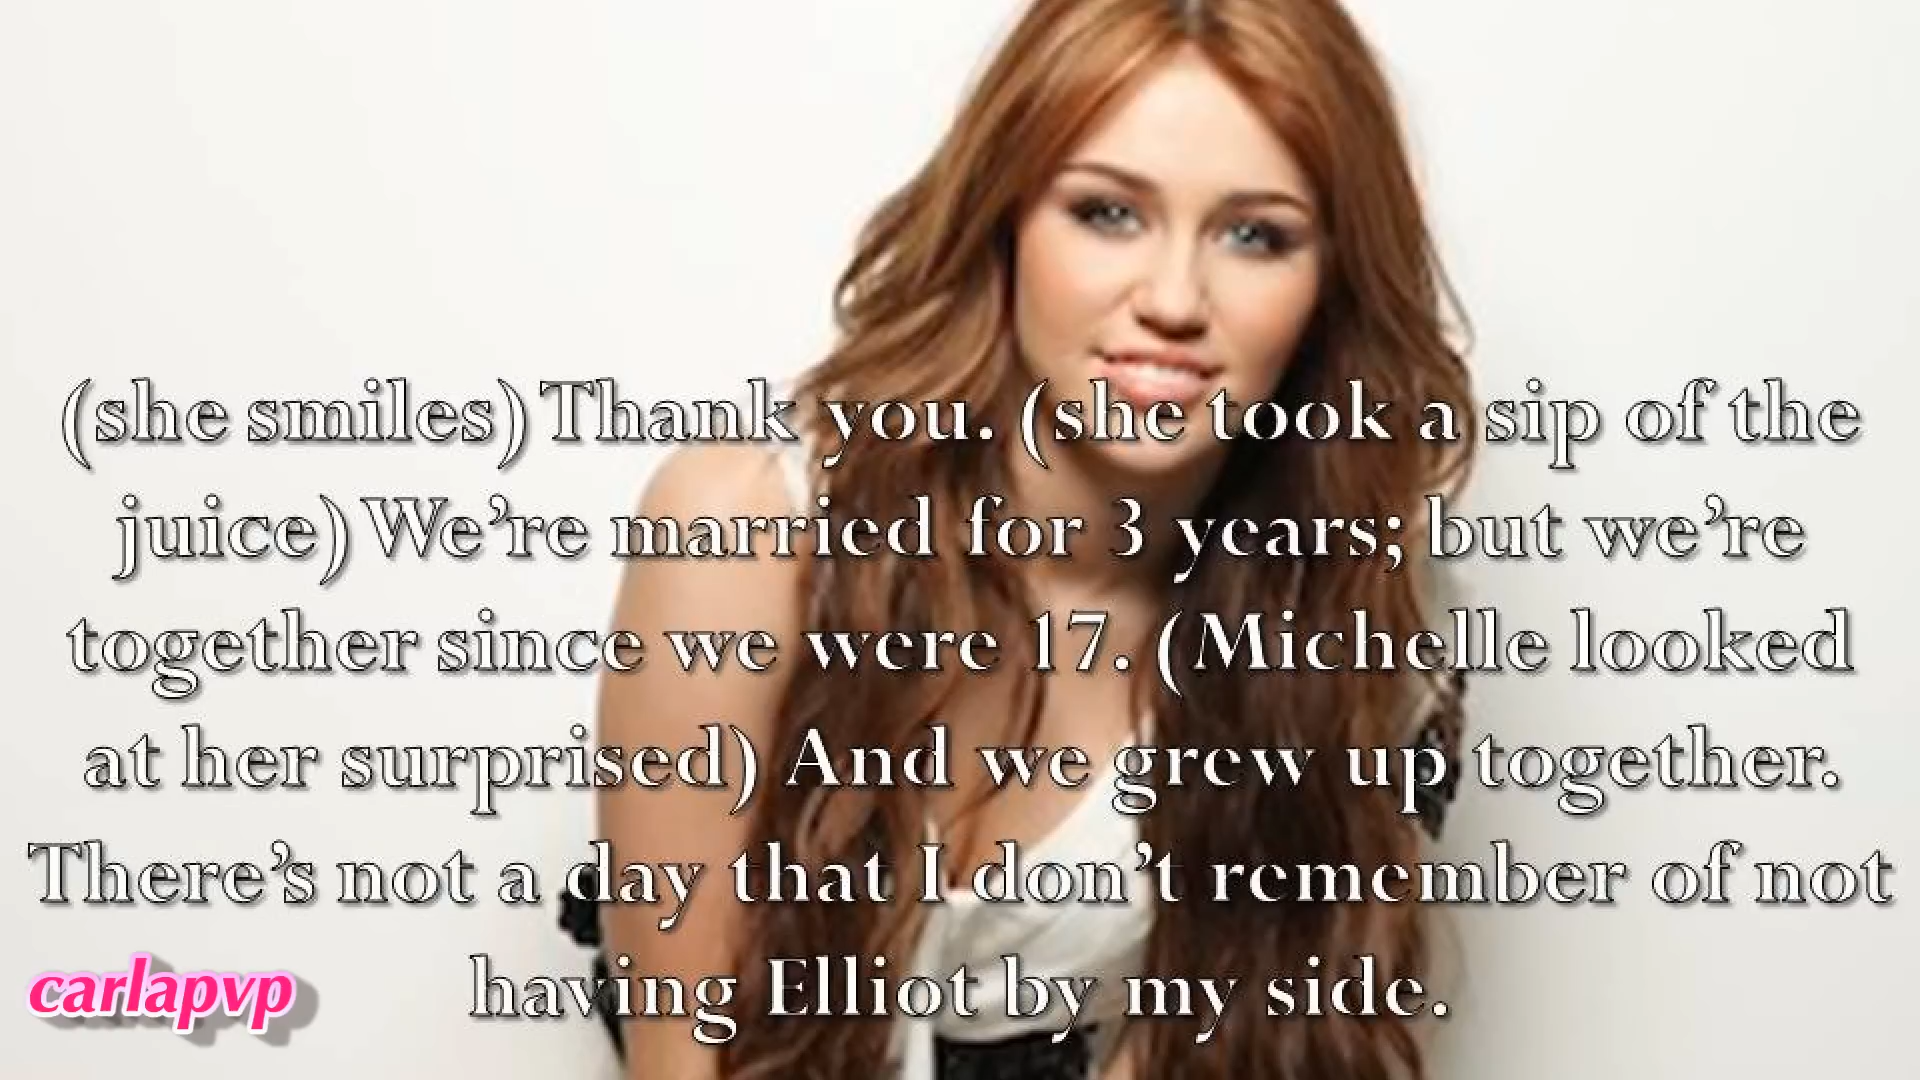 (she smiles) Thank you. (she took a sip of the
juice) We’re married for 3 years; but we’re
together since we were 17. (Michelle looked
at her surprised) And we grew up together.
There’s not a day that I don’t remember of not
having Elliot by my side.
carlapvp